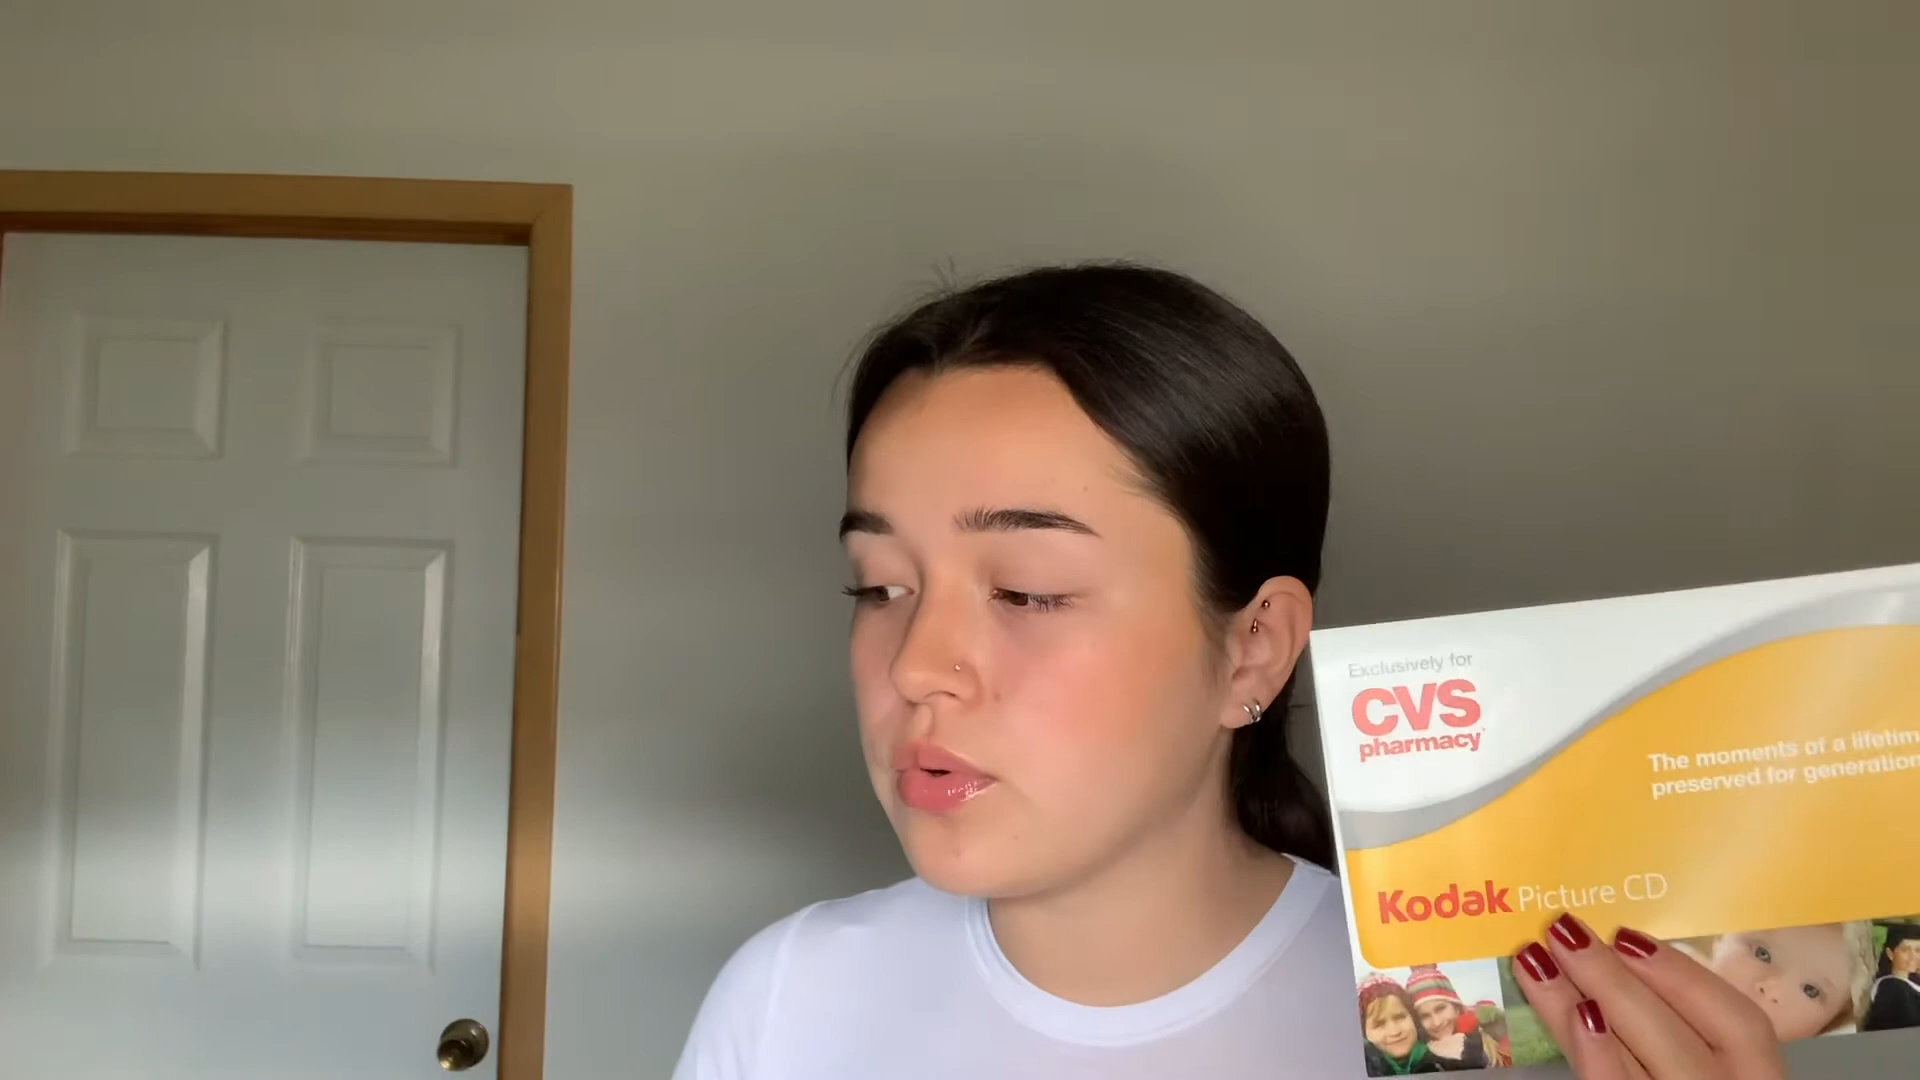 Exclusively for
CVS
pharmacy
The moments of a lifetim
preserved for generation
Kodak Picture CD